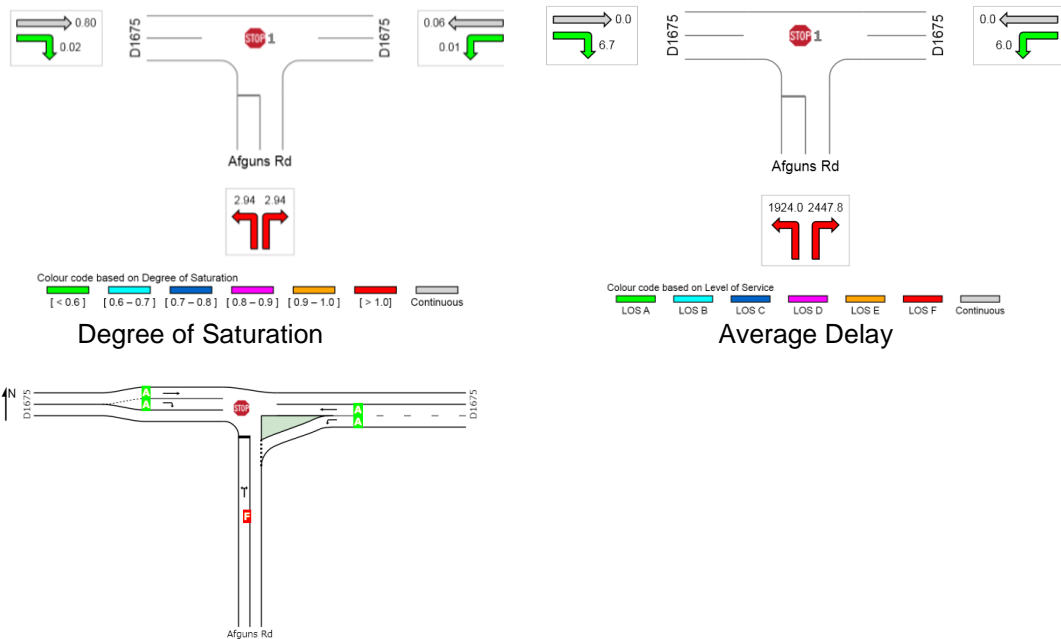 0.80
0.02
D1675
STOP 1
D1675
0.06
0.01
Afguns Rd
2.94 2.94
Colour code based on Degree of Saturation
[ < 0.6 ] [ 0.6 – 0.7 ] [ 0.7 – 0.8 ] [ 0.8 – 0.9 ] [ 0.9 – 1.0 ] [ > 1.0 ] Continuous
Degree of Saturation
0.0
6.7
D1675
STOP 1
D1675
0.0
6.0
Afguns Rd
1924.0 2447.8
Colour code based on Level of Service
LOS A LOS B LOS C LOS D LOS E LOS F Continuous
Average Delay
N
D1675
A
A
STOP
A
A
D1675
F
Afguns Rd